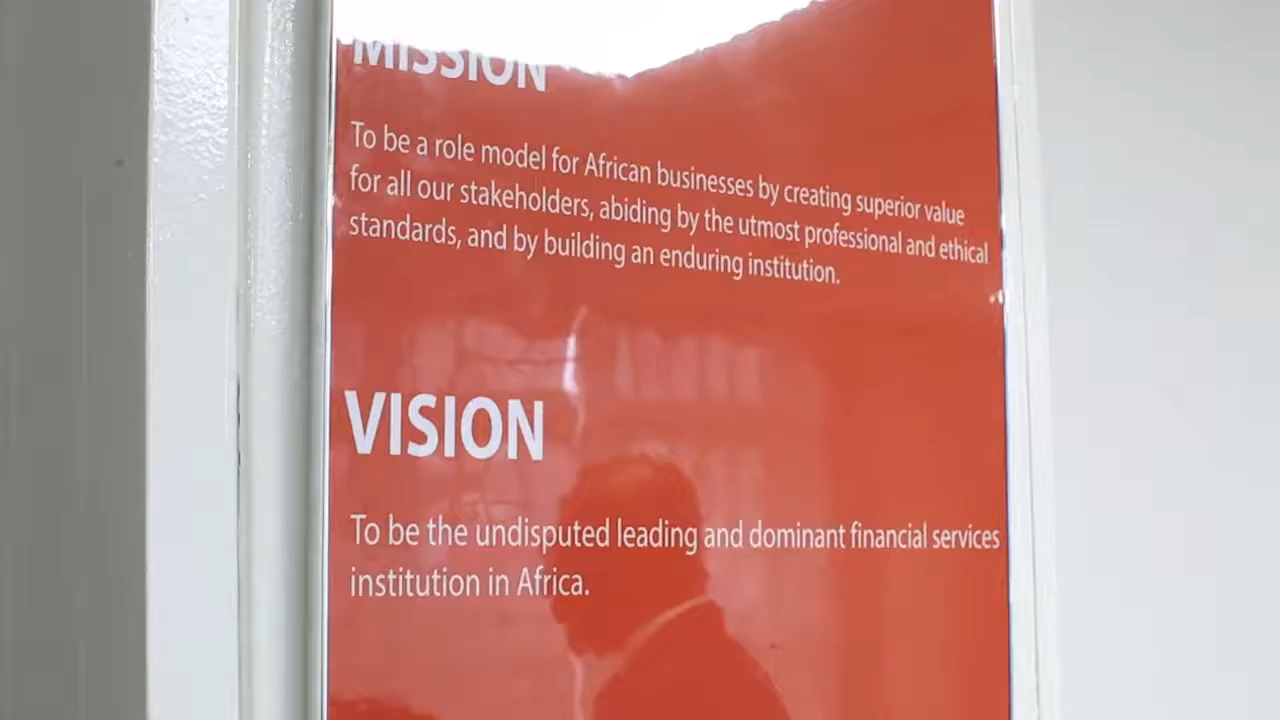 MISSION
To be a role model for African businesses by creating superior value
for all our stakeholders, abiding by the utmost professional and ethical
standards, and by building an enduring institution.
VISION
To be the undisputed leading and dominant financial services
institution in Africa.